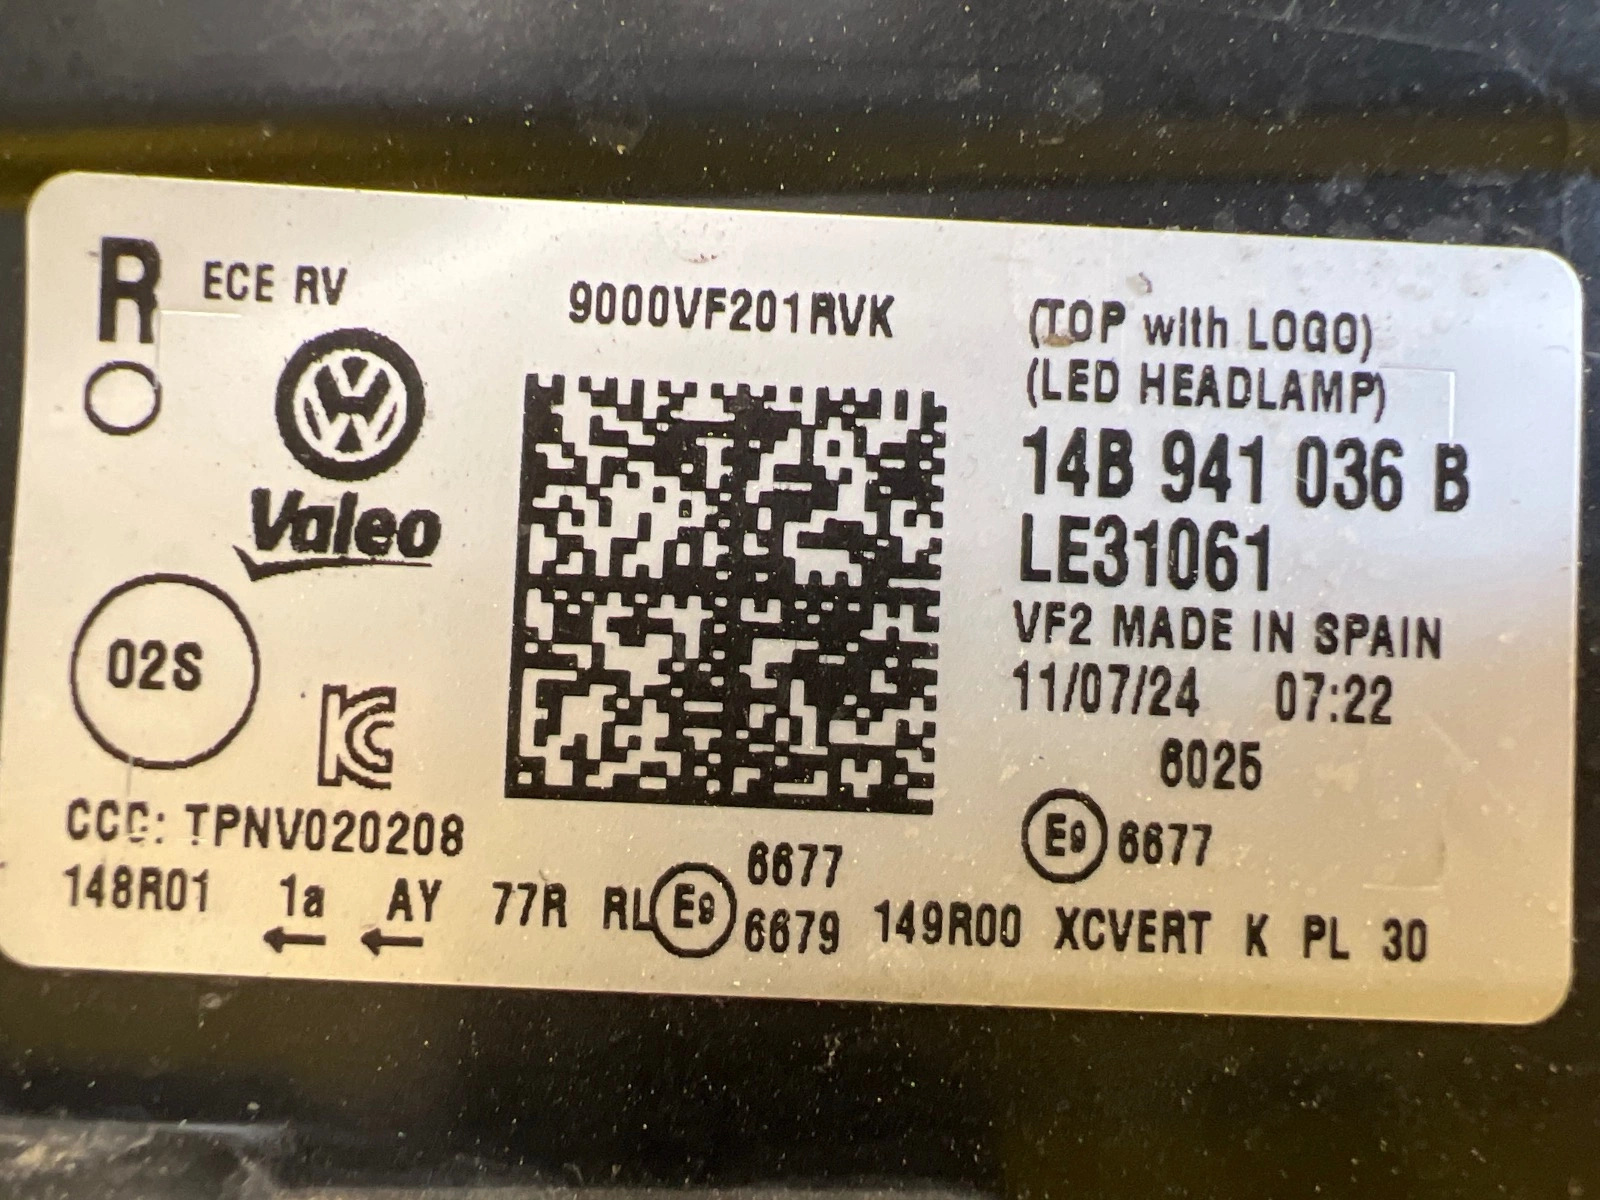 R ECE RV
Valeo
02S
CCC: TPNV020208
9000VF201RVK
(TOP with LOGO)
(LED HEADLAMP)
14B 941 036 B
LE31061
VF2 MADE IN SPAIN
11/07/24 07:22
6025
E9 6677
148R01 1a AY 77R RL E9 6677 6679 149R00 XCVERT K PL 30
← ←